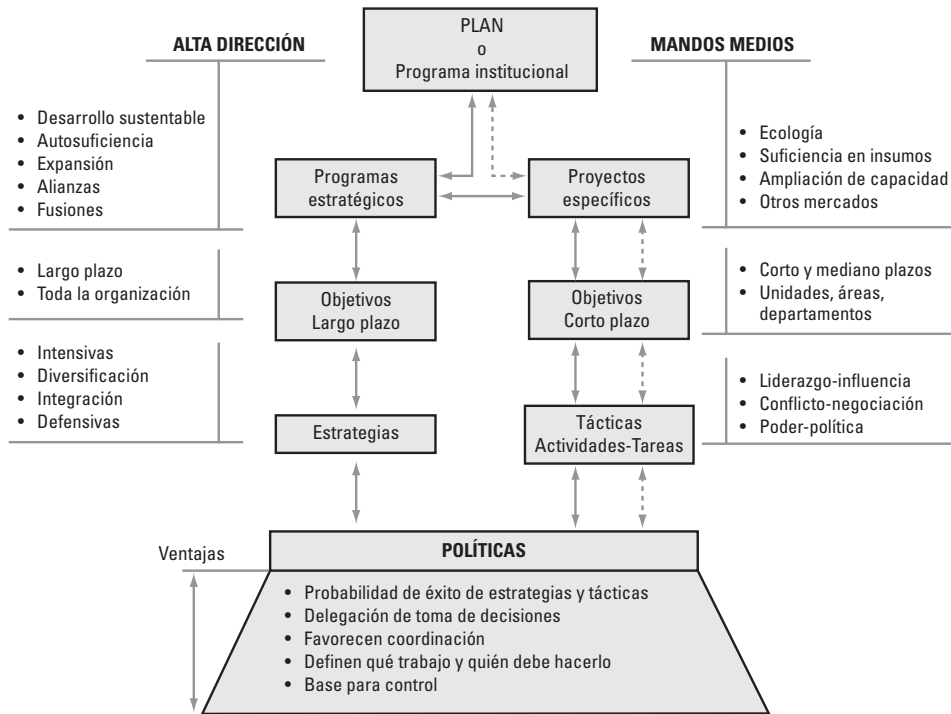 PLAN
o
Programa institucional
ALTA DIRECCIÓN
MANDOS MEDIOS
• Desarrollo sustentable
• Autosuficiencia
• Expansión
• Alianzas
• Fusiones
Programas
estratégicos
Proyectos
específicos
• Ecología
• Suficiencia en insumos
• Ampliación de capacidad
• Otros mercados
• Largo plazo
• Toda la organización
Objetivos
Largo plazo
Objetivos
Corto plazo
• Corto y mediano plazos
• Unidades, áreas,
departamentos
• Intensivas
• Diversificación
• Integración
• Defensivas
Estrategias
Tácticas
Actividades-Tareas
• Liderazgo-influencia
• Conflicto-negociación
• Poder-política
Ventajas
POLÍTICAS
• Probabilidad de éxito de estrategias y tácticas
• Delegación de toma de decisiones
• Favorecen coordinación
• Definen qué trabajo y quién debe hacerlo
• Base para control